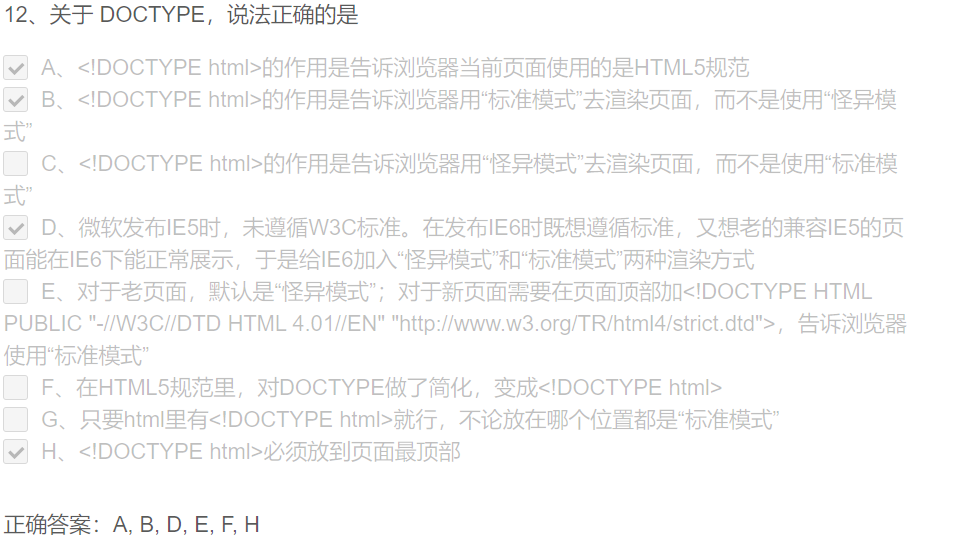 12、关于 DOCTYPE，说法正确的是
A、<!DOCTYPE html>的作用是告诉浏览器当前页面使用的是HTML5规范
B、<!DOCTYPE html>的作用是告诉浏览器用“标准模式”去渲染页面，而不是使用“怪异模
式”
C、<!DOCTYPE html>的作用是告诉浏览器用“怪异模式”去渲染页面，而不是使用“标准模
式”
D、微软发布IE5时，未遵循W3C标准。在发布IE6时既想遵循标准，又想老的兼容IE5的页
面能在IE6下能正常展示，于是给IE6加入“怪异模式”和“标准模式”两种渲染方式
E、对于老页面，默认是“怪异模式”；对于新页面需要在页面顶部加<!DOCTYPE HTML
PUBLIC "-//W3C//DTD HTML 4.01//EN" "http://www.w3.org/TR/html4/strict.dtd">，告诉浏览器
使用“标准模式”
F、在HTML5规范里，对DOCTYPE做了简化，变成<!DOCTYPE html>
G、只要html里有<!DOCTYPE html>就行，不论放在哪个位置都是“标准模式”
H、<!DOCTYPE html>必须放到页面最顶部
正确答案：A, B, D, E, F, H